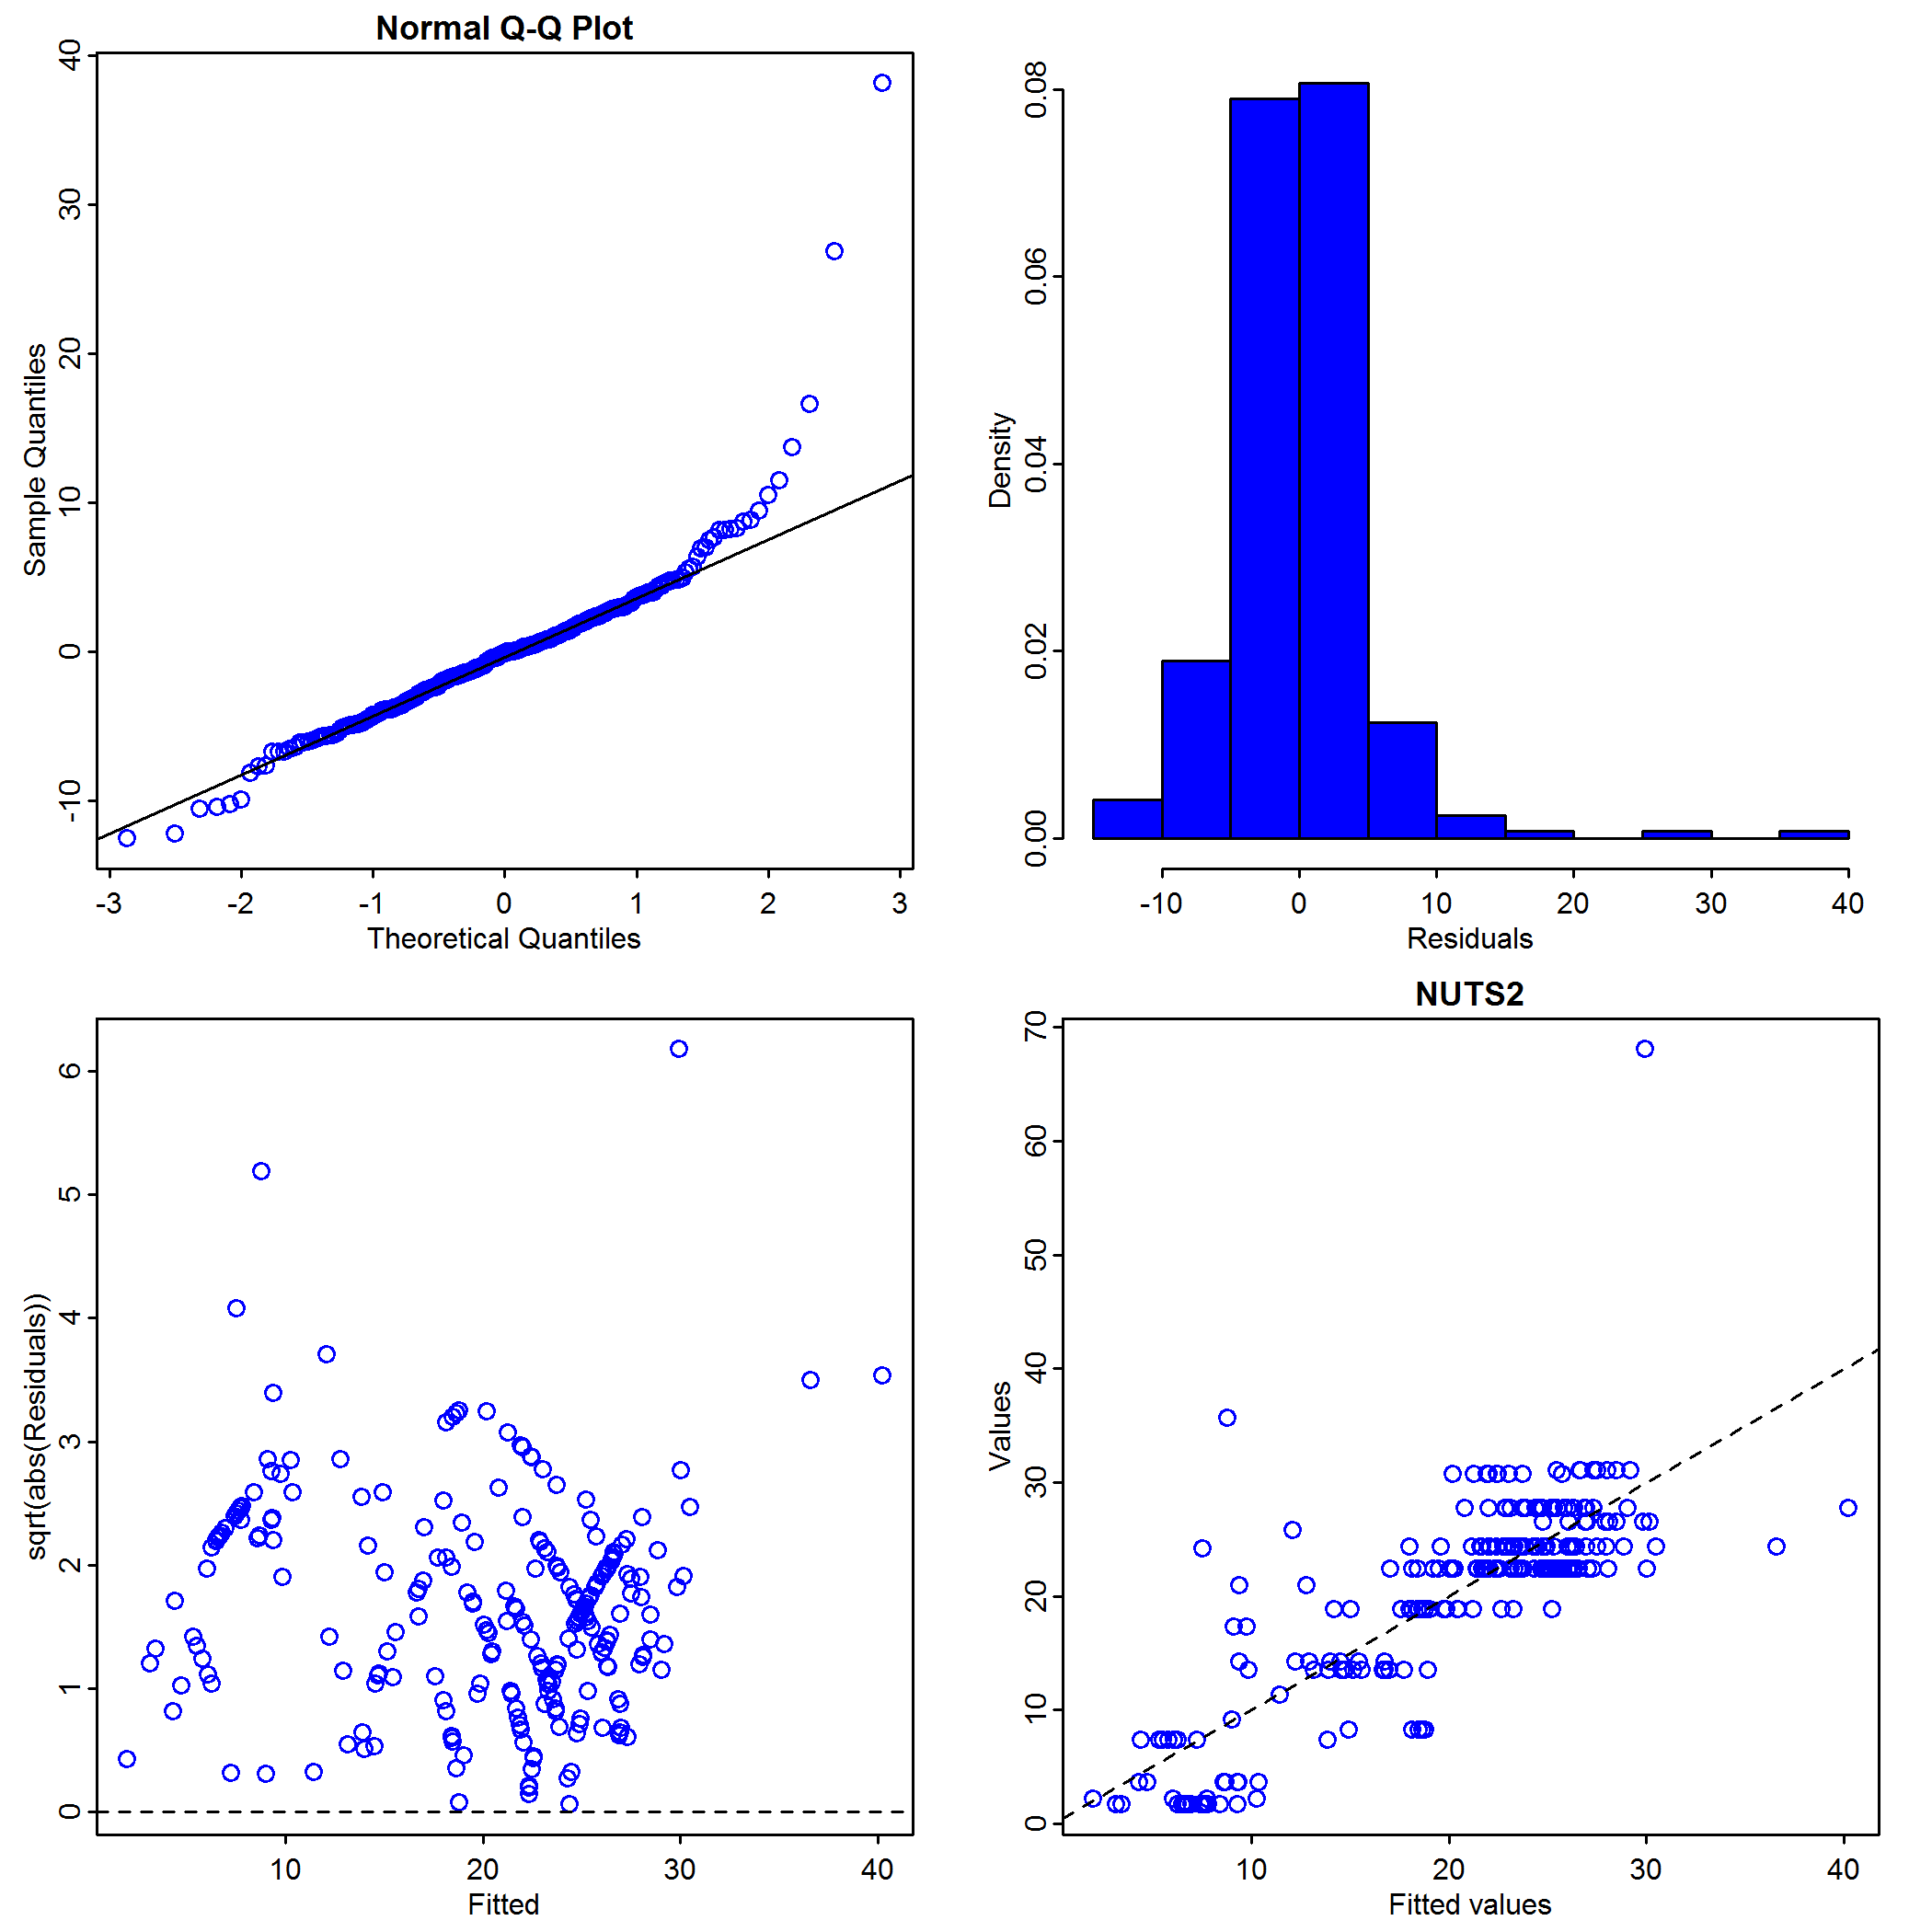 Normal Q-Q Plot
Sample Quantiles
-10 0 10 20 30 40
-3 -2 -1 0 1 2 3
Theoretical Quantiles
Density
0.00 0.02 0.04 0.06 0.08
-10 0 10 20 30 40
Residuals
sqrt(abs(Residuals))
0 1 2 3 4 5 6
10 20 30 40
Fitted
NUTS2
Values
0 10 20 30 40 50 60 70
10 20 30 40
Fitted values